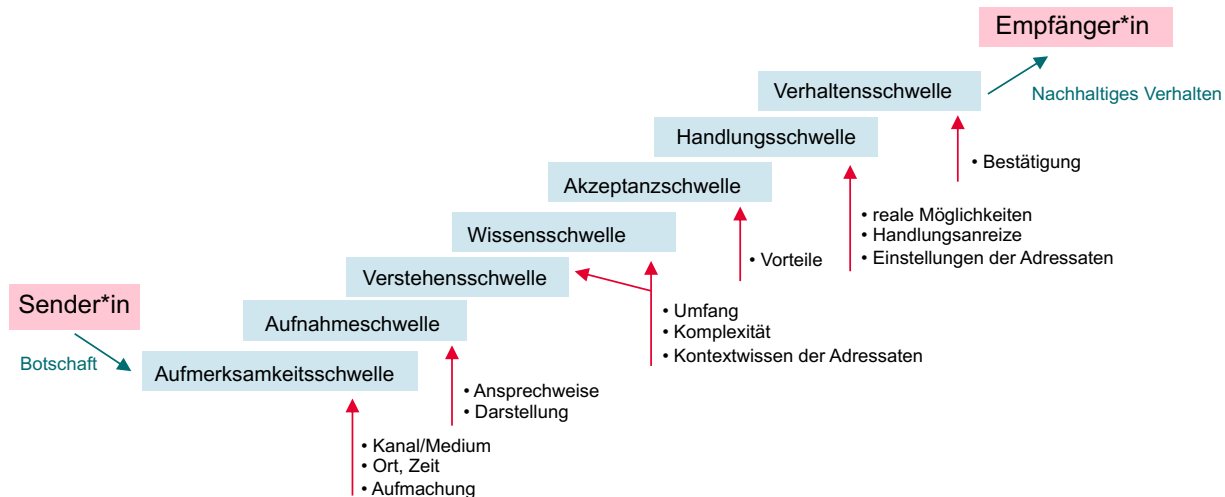 Empfänger*in
Verhaltensschwelle
Nachhaltiges Verhalten
Handlungsschwelle
• Bestätigung
Akzeptanzschwelle
• reale Möglichkeiten
• Handlungsanreize
• Einstellungen der Adressaten
Wissensschwelle
• Vorteile
Verstehensschwelle
Sender*in
• Umfang
• Komplexität
• Kontextwissen der Adressaten
Aufnahmeschwelle
Botschaft
Aufmerksamkeitsschwelle
• Ansprechweise
• Darstellung
• Kanal/Medium
• Ort, Zeit
• Aufmachung